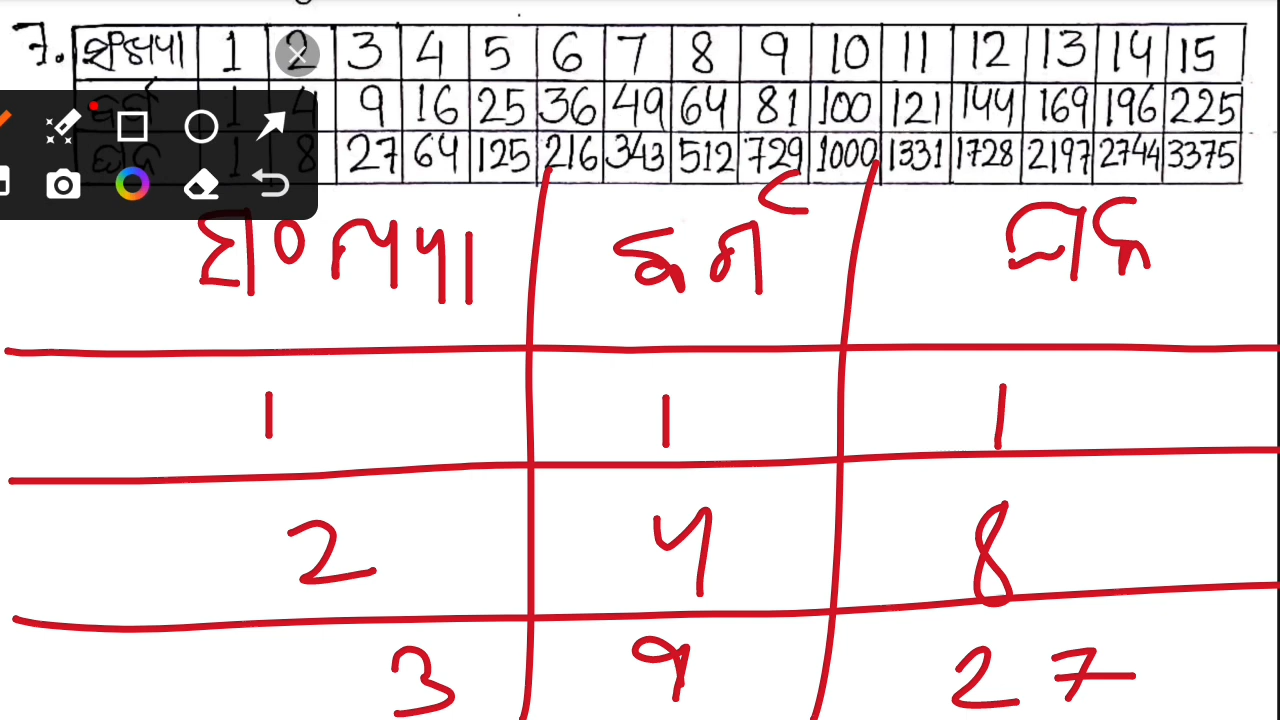 7. ସଂଖ୍ୟା 1 2 3 4 5 6 7 8 9 10 11 12 13 14 15
1 4 9 16 25 36 49 64 81 100 121 144 169 196 225
1 8 27 64 125 216 343 512 729 1000 1331 1728 2197 2744 3375
ସଂଖ୍ୟା ବର୍ଗ ଘନ
1 1 1
2 4 8
3 9 27